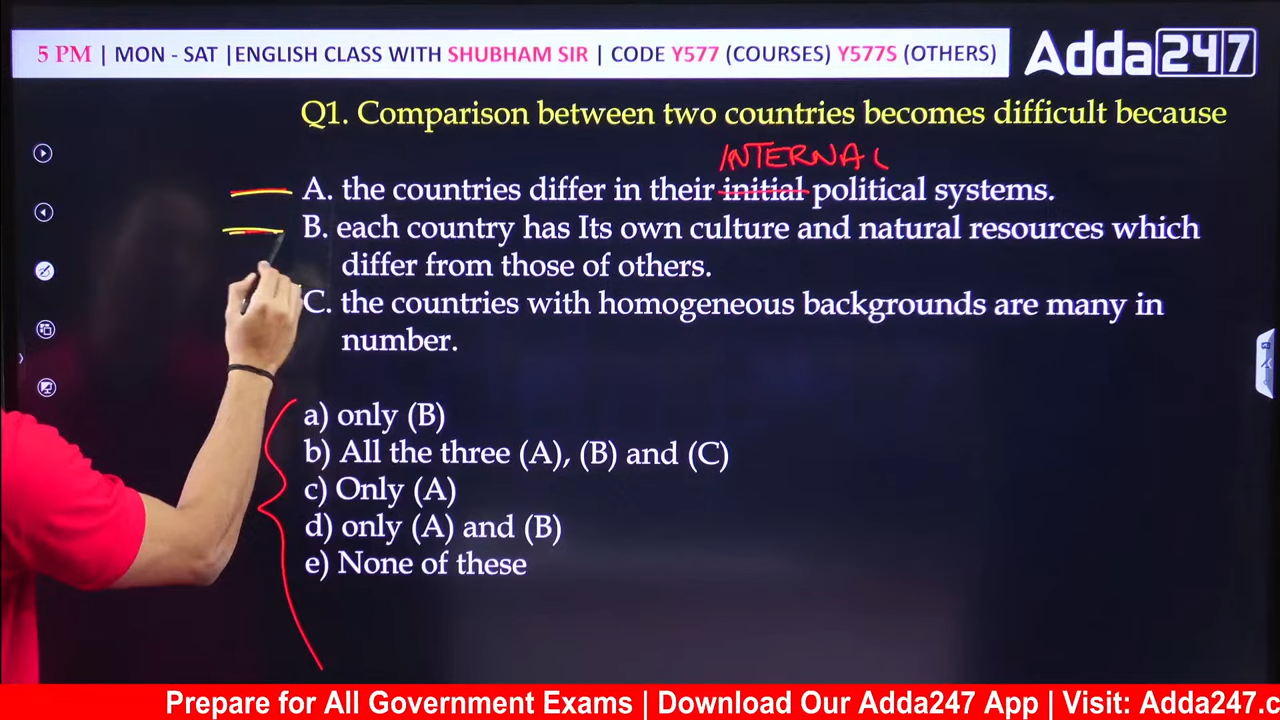 5 PM | MON - SAT |ENGLISH CLASS WITH SHUBHAM SIR | CODE Y577 (COURSES) Y577S (OTHERS)
Adda247
Q1. Comparison between two countries becomes difficult because
INTERNAL
A. the countries differ in their initial political systems.
B. each country has Its own culture and natural resources which
differ from those of others.
C. the countries with homogeneous backgrounds are many in
number.
a) only (B)
b) All the three (A), (B) and (C)
c) Only (A)
d) only (A) and (B)
e) None of these
Prepare for All Government Exams | Download Our Adda247 App | Visit: Adda247.c